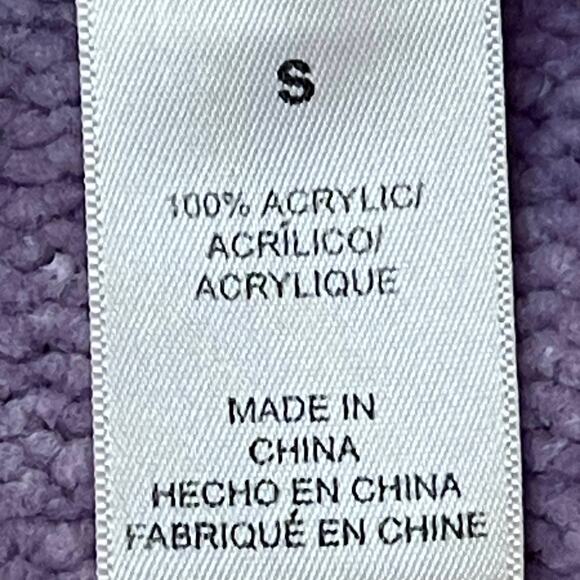 S
100% ACRYLIC/
ACRÍLICO/
ACRYLIQUE
MADE IN
CHINA
HECHO EN CHINA
FABRIQUÉ EN CHINE